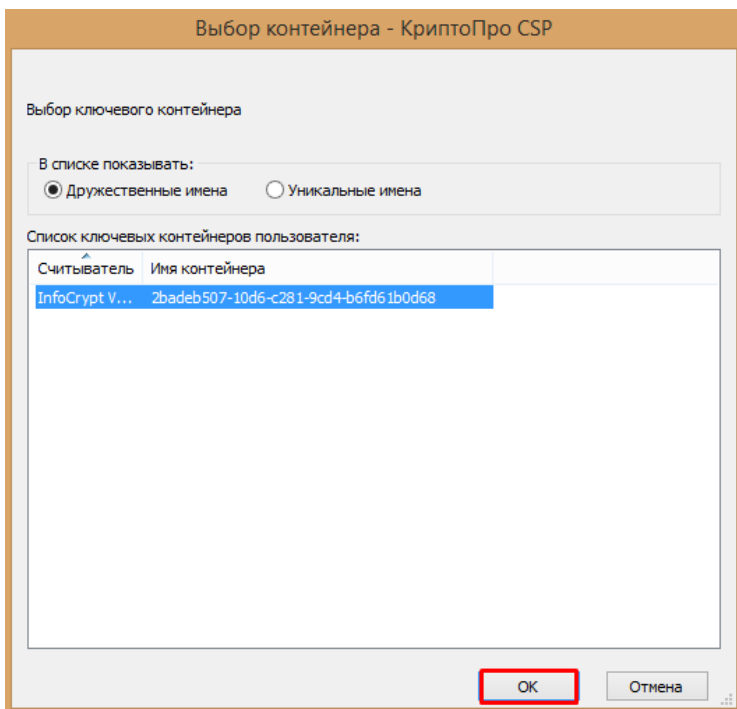 Выбор контейнера - КриптоПро CSP
Выбор ключевого контейнера
В списке показывать:
Дружественные имена Уникальные имена
Список ключевых контейнеров пользователя:
Считыватель Имя контейнера
InfoCrypt V... 2badeb507-10d6-c281-9cd4-b6fd61b0d68
ОК Отмена